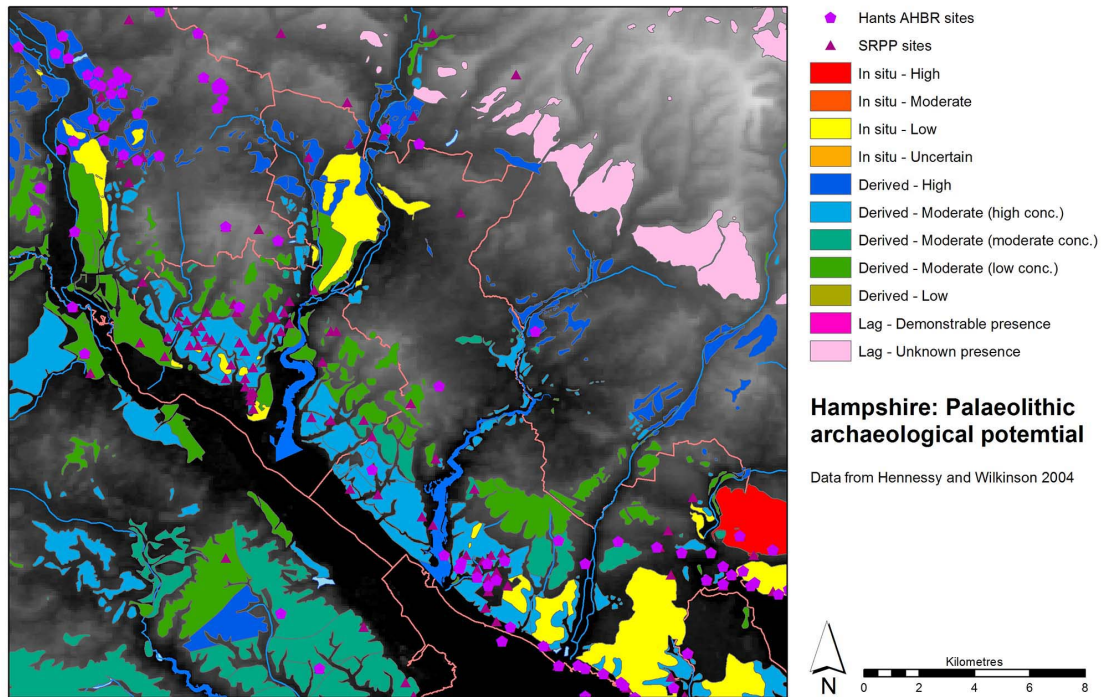 Hants AHBR sites
SRPP sites
In situ - High
In situ - Moderate
In situ - Low
In situ - Uncertain
Derived - High
Derived - Moderate (high conc.)
Derived - Moderate (moderate conc.)
Derived - Moderate (low conc.)
Derived - Low
Lag - Demonstrable presence
Lag - Unknown presence
Hampshire: Palaeolithic
archaeological potemtial
Data from Hennessy and Wilkinson 2004
N
Kilometres
0 2 4 6 8